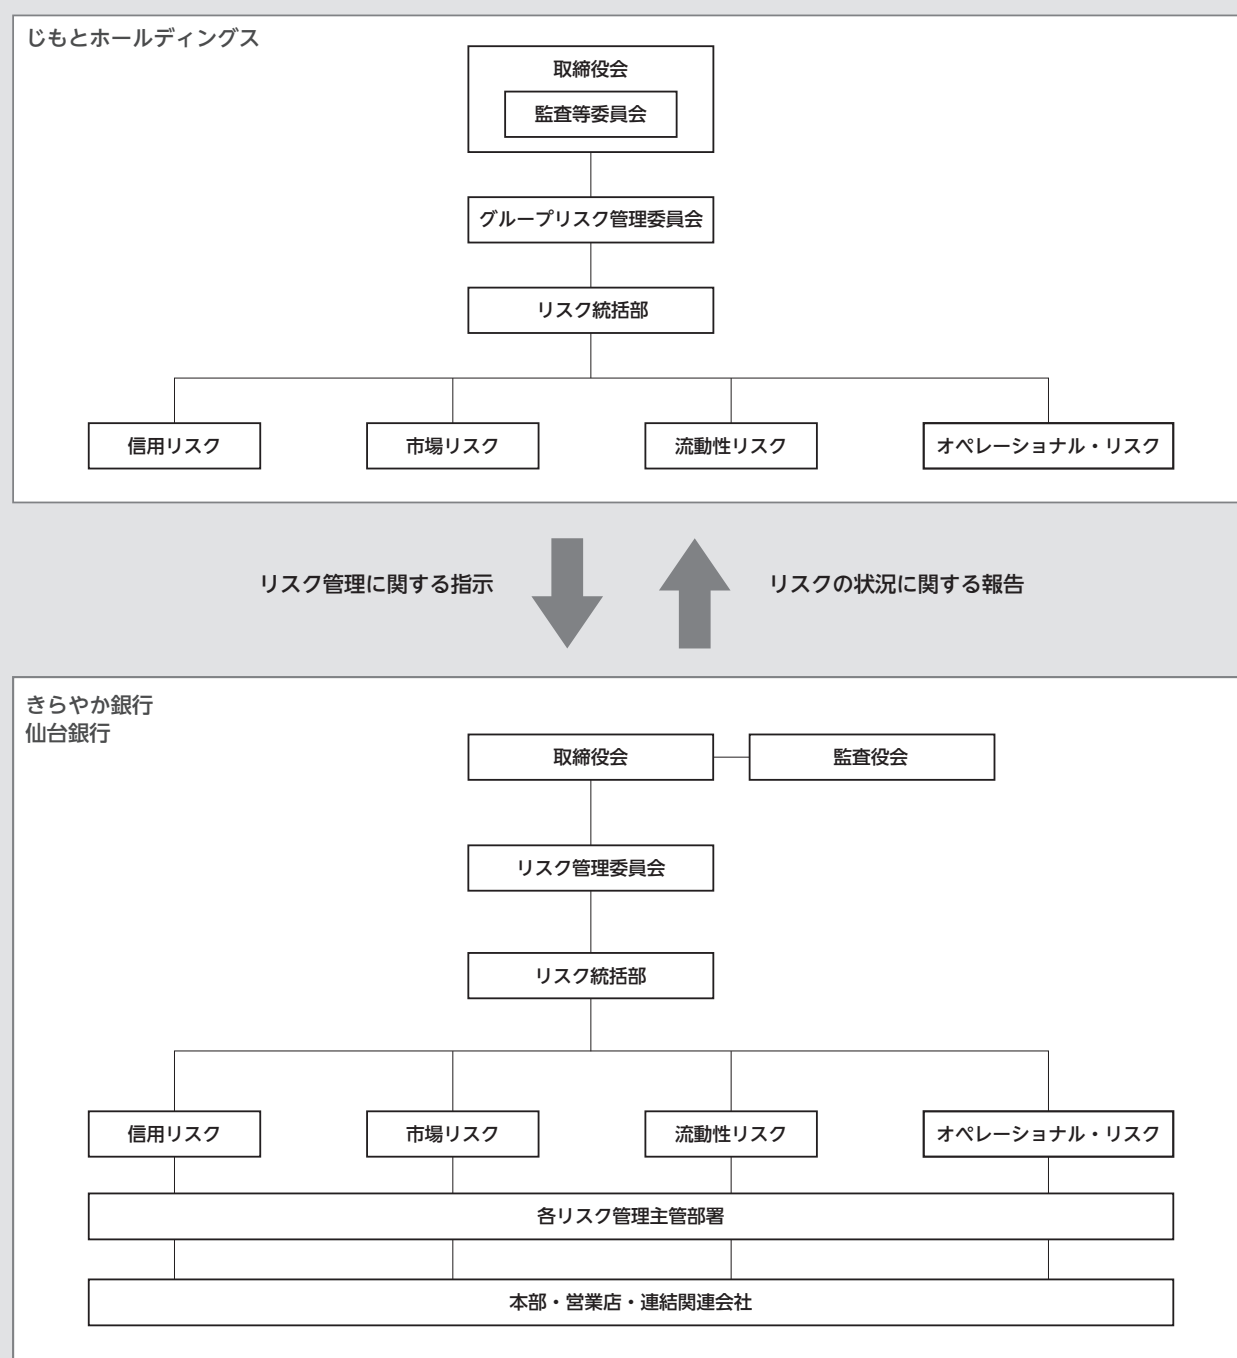 じもとホールディングス
取締役会
監査等委員会
グループリスク管理委員会
リスク統括部
信用リスク
市場リスク
流動性リスク
オペレーショナル・リスク
リスク管理に関する指示
リスクの状況に関する報告
きらやか銀行
仙台銀行
取締役会
監査役会
リスク管理委員会
リスク統括部
信用リスク
市場リスク
流動性リスク
オペレーショナル・リスク
各リスク管理主管部署
本部・営業店・連結関連会社